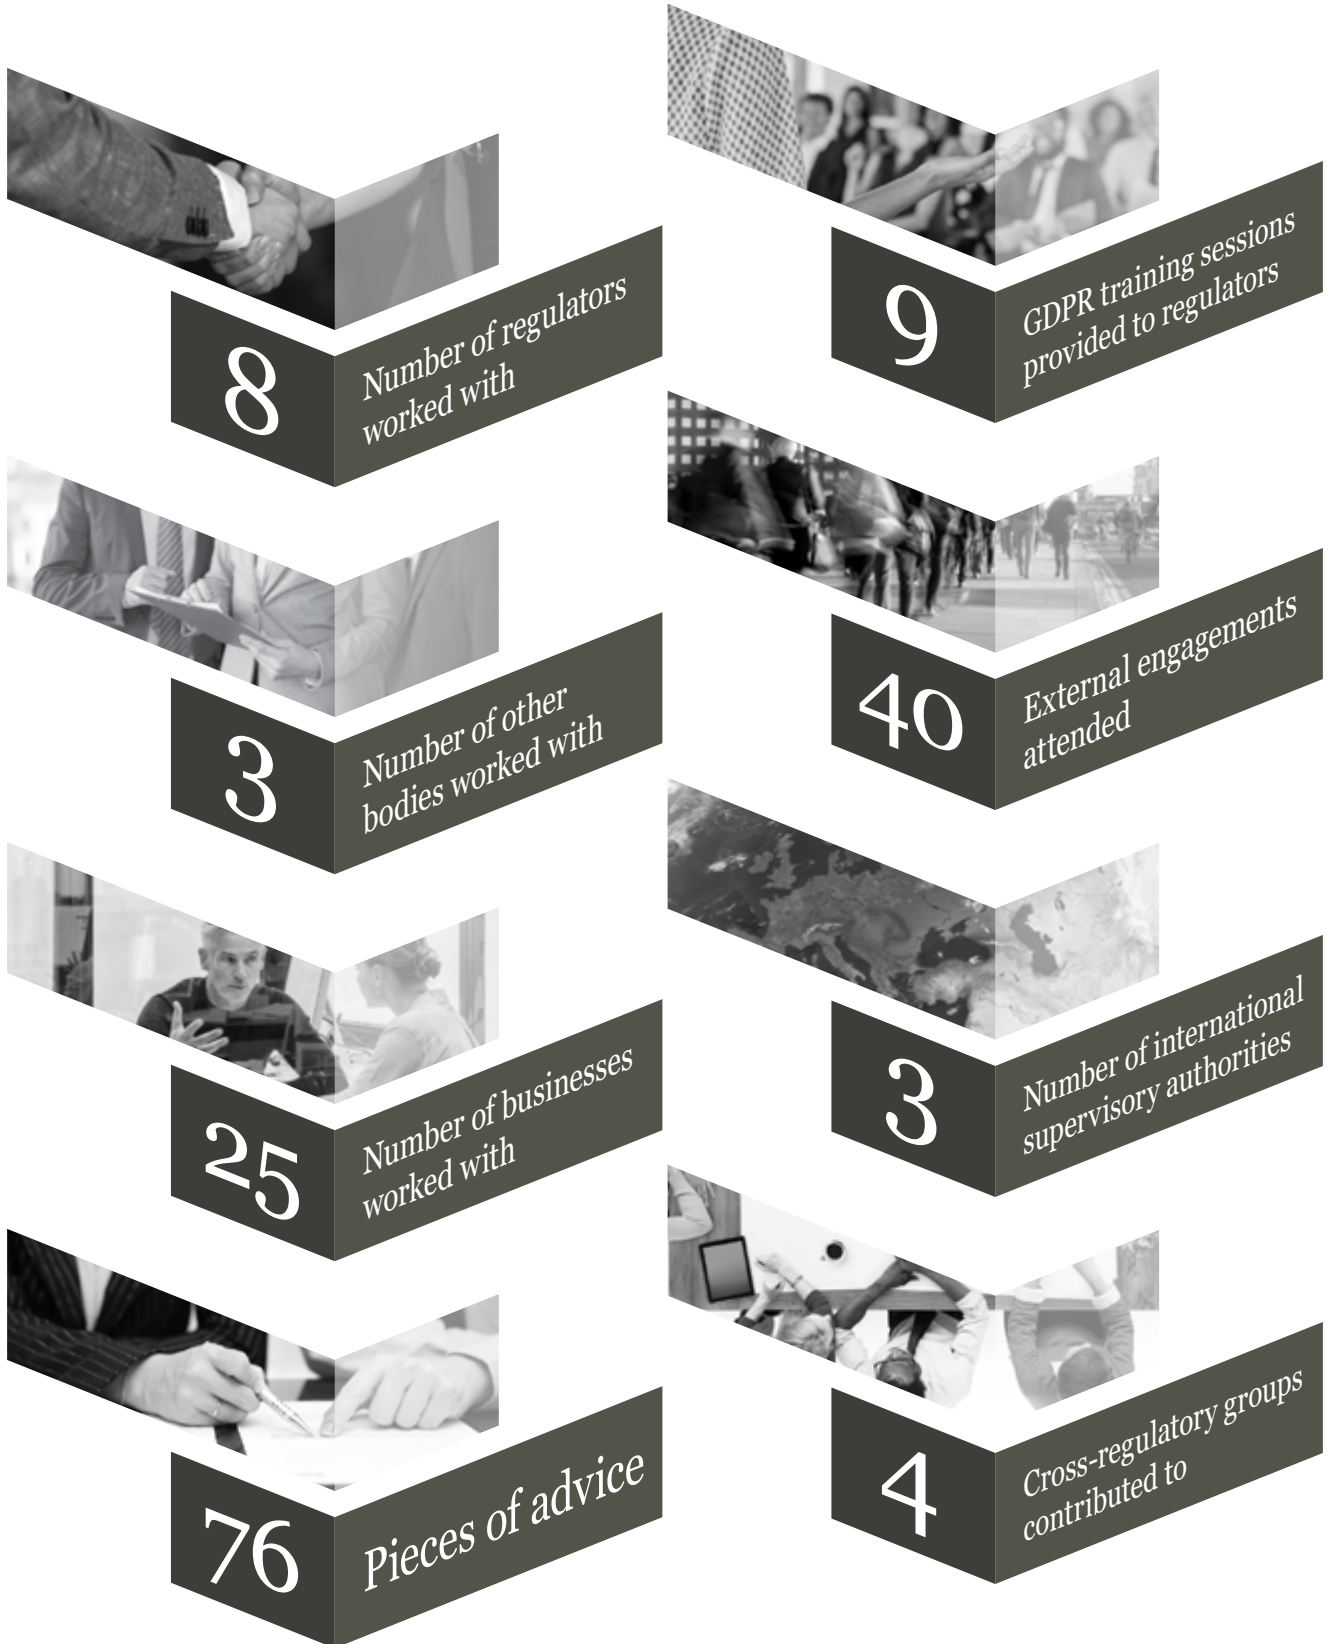 8
Number of regulators
worked with
3
Number of other
bodies worked with
25
Number of businesses
worked with
76
Pieces of advice
9
GDPR training sessions
provided to regulators
40
External engagements
attended
3
Number of international
supervisory authorities
4
Cross-regulatory groups
contributed to